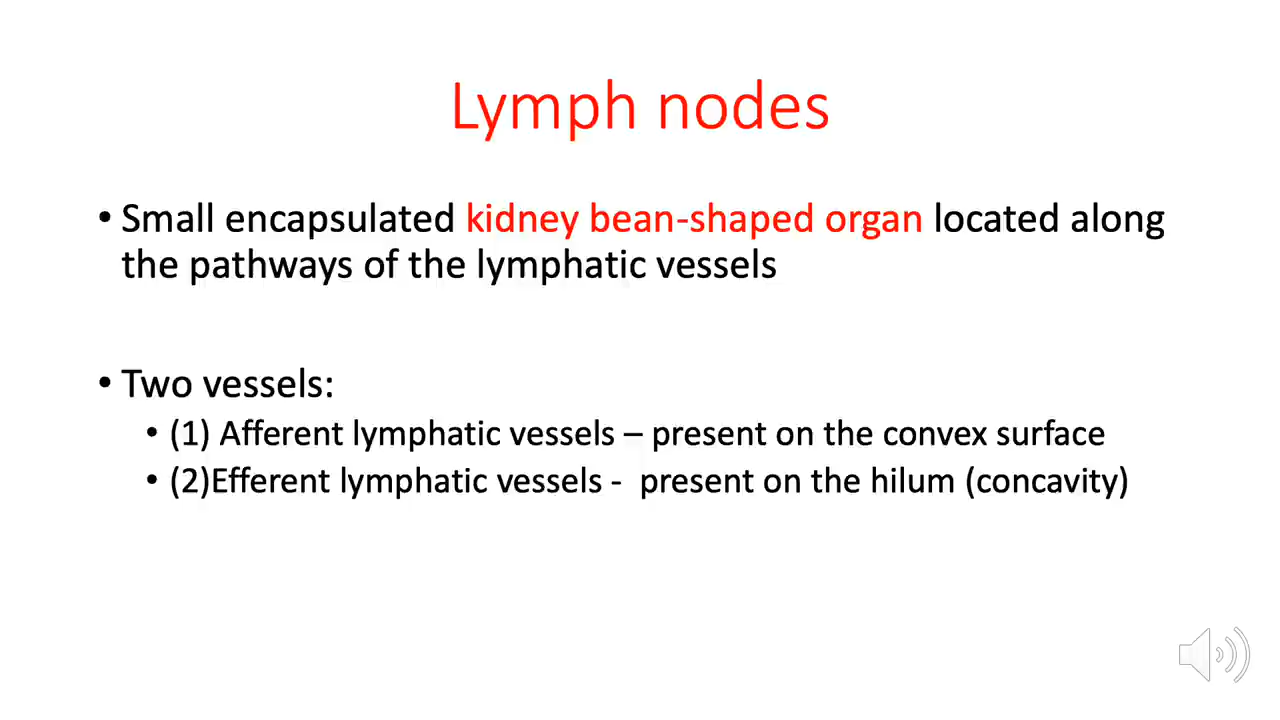 Lymph nodes
• Small encapsulated kidney bean-shaped organ located along
the pathways of the lymphatic vessels
• Two vessels:
• (1) Afferent lymphatic vessels – present on the convex surface
• (2)Efferent lymphatic vessels -  present on the hilum (concavity)